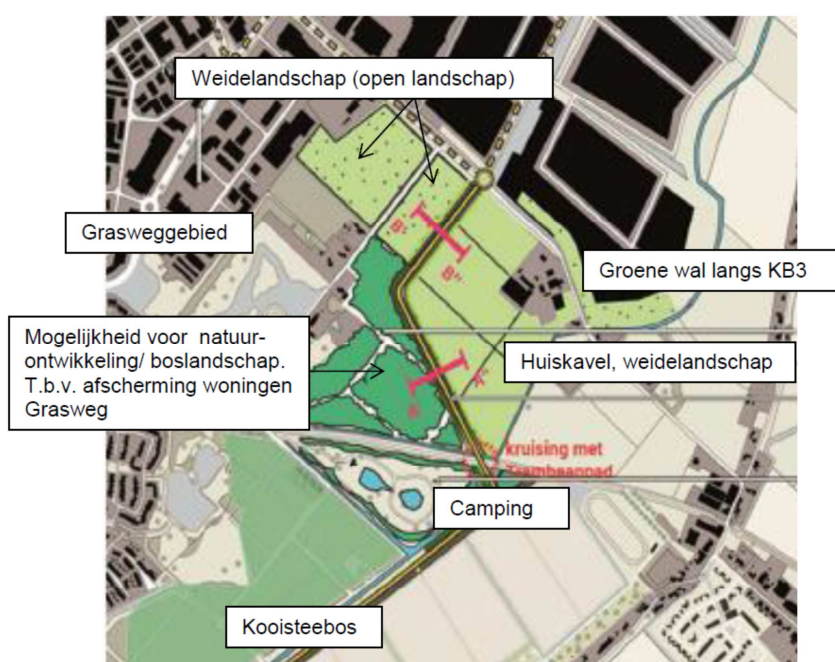 Weidelandschap (open landschap)
Grasweggebied
Groene wal langs KB3
Mogelijkheid voor natuur-
ontwikkeling/ boslandschap.
T.b.v. afscherming woningen
Grasweg
Huiskavel, weidelandschap
kruising met
Camping
Kooisteebos